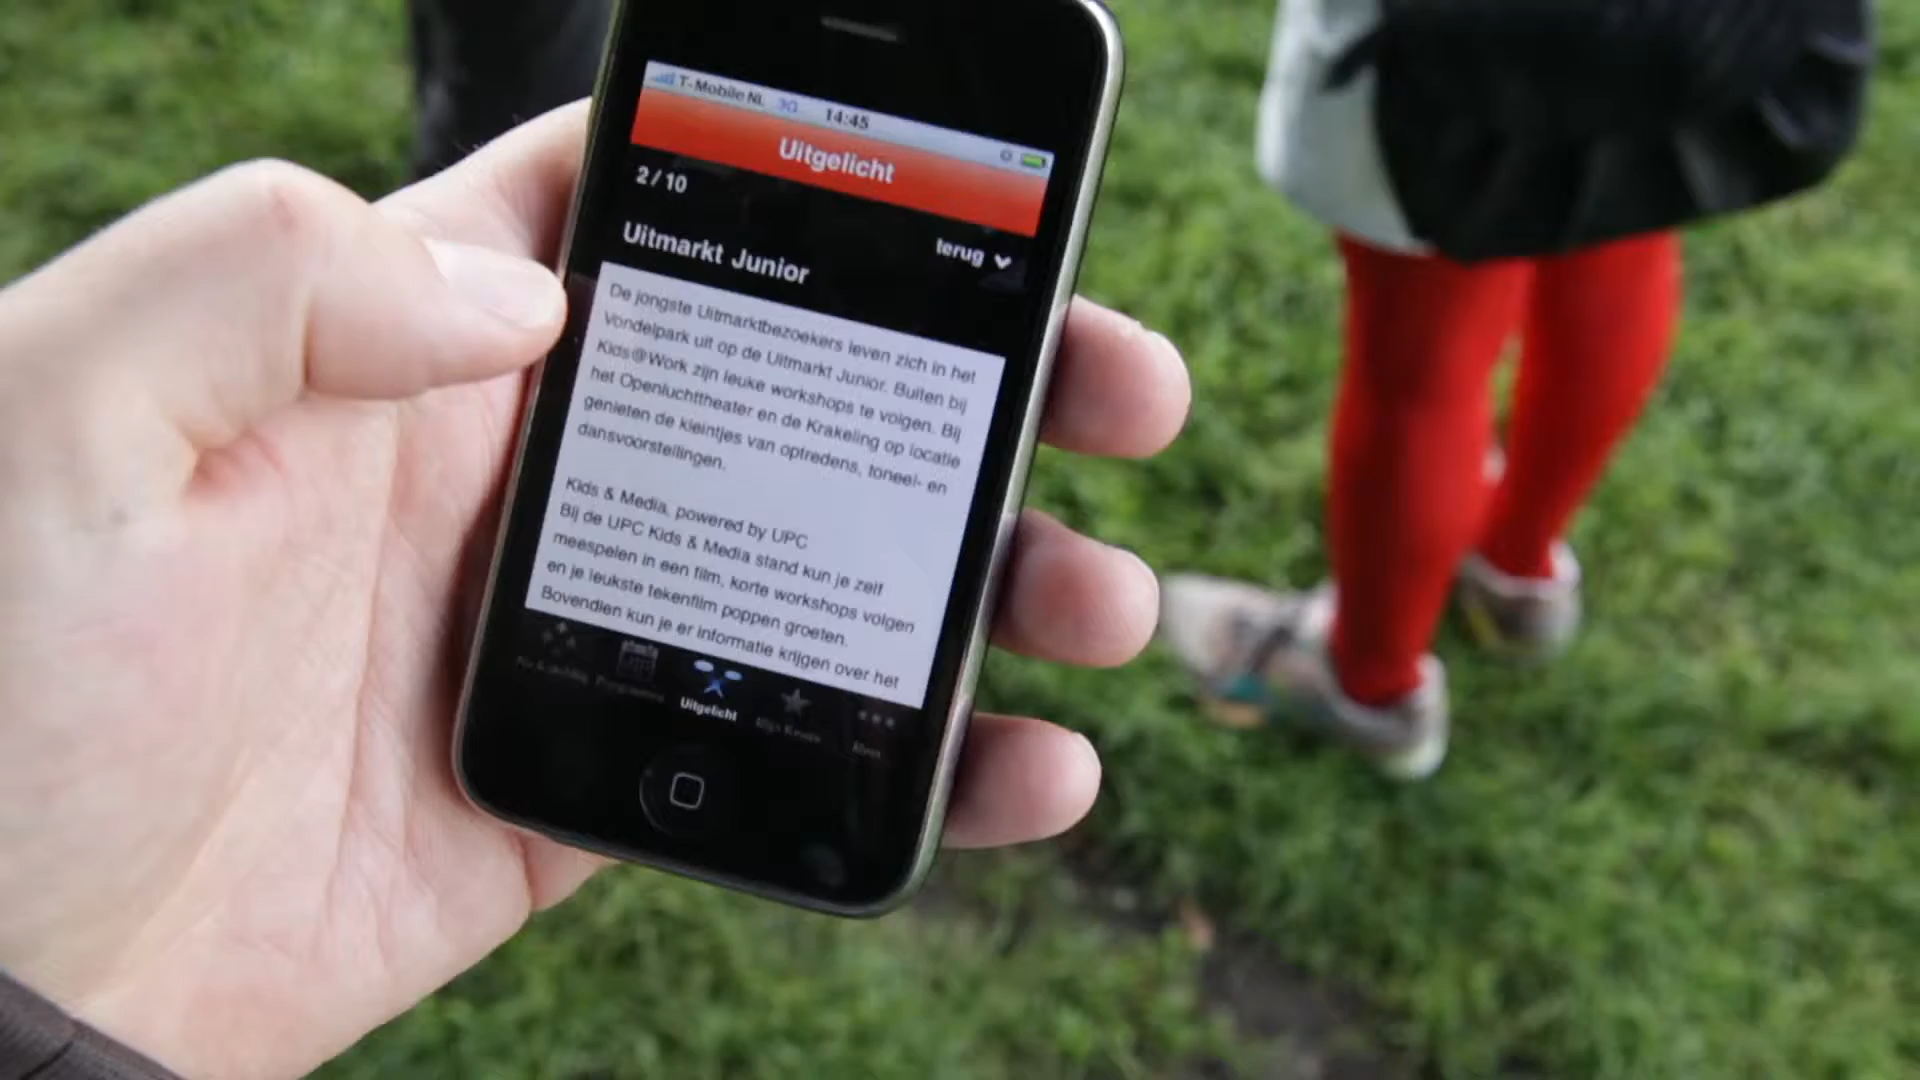 T-Mobile NL 3G 14:45
Uitgelicht
2 / 10
terug
Uitmarkt Junior
De jongste Uitmarktbezoekers leven zich in het
Vondelpark uit op de Uitmarkt Junior. Buiten bij
Kids@Work zijn leuke workshops te volgen. Bij
het Openluchttheater en de Krakeling op locatie
genieten de kleintjes van optredens, toneel- en
dansvoorstellingen.
Kids & Media, powered by UPC
Bij de UPC Kids & Media stand kun je zelf
meespelen in een film, korte workshops volgen
en je leukste tekenfilm poppen groeten.
Bovendien kun je er informatie krijgen over het
Programma Uitgelicht Meer